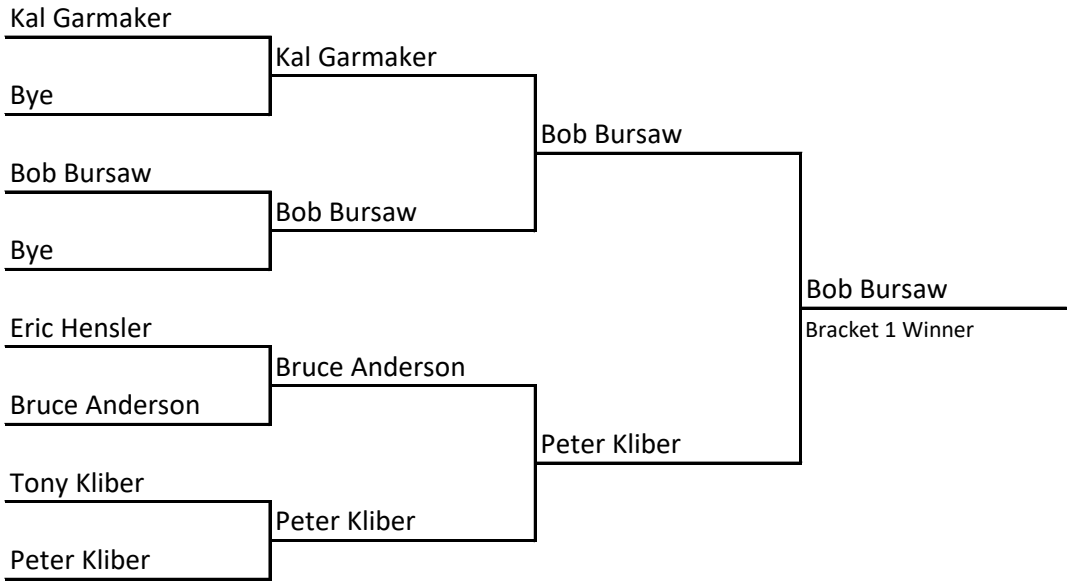 Kal Garmaker
Bye
Bob Bursaw
Bye
Eric Hensler
Bruce Anderson
Tony Kliber
Peter Kliber
Kal Garmaker
Bob Bursaw
Bruce Anderson
Peter Kliber
Bob Bursaw
Peter Kliber
Bob Bursaw
Bracket 1 Winner